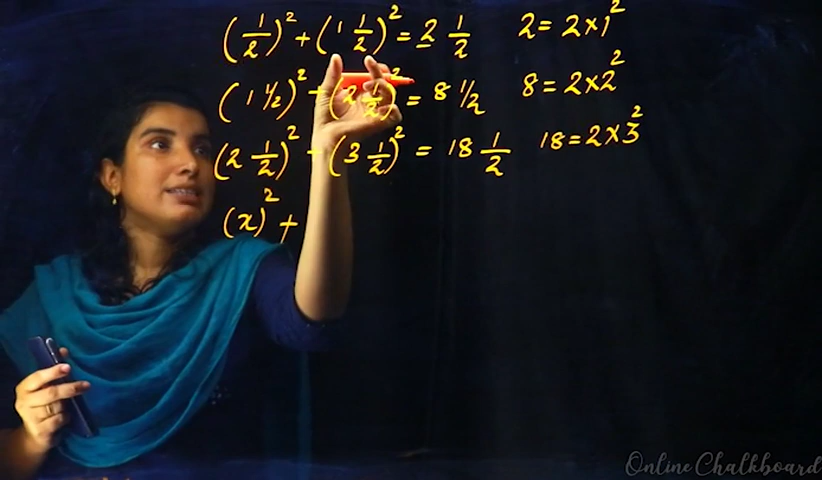 (1/2)² + (1 1/2)² = 2 1/2 2 = 2×1²
(1 1/2)² + (2 1/2)² = 8 1/2 8 = 2×2²
(2 1/2)² + (3 1/2)² = 18 1/2 18 = 2×3²
(x)² +
Online Chalkboard